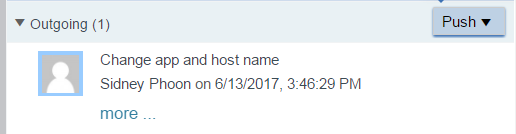 Outgoing (1)
Push
Change app and host name
Sidney Phoon on 6/13/2017, 3:46:29 PM
more ...